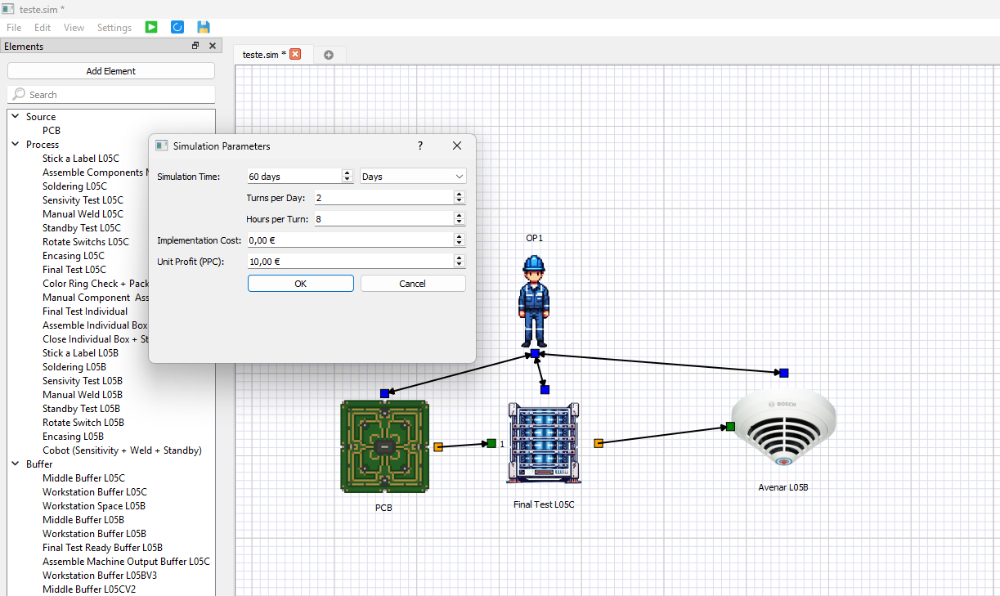 teste.sim *
File Edit View Settings
Elements
teste.sim *
Add Element
Search
Source
PCB
Process
Stick a Label L05C
Assemble Components
Soldering L05C
Sensivity Test L05C
Manual Weld L05C
Standby Test L05C
Rotate Switchs L05C
Encasing L05C
Final Test L05C
Color Ring Check + Pack
Manual Component Ass
Final Test Individual
Assemble Individual Box
Close Individual Box + St
Stick a Label L05B
Soldering L05B
Sensivity Test L05B
Manual Weld L05B
Standby Test L05B
Rotate Switch L05B
Encasing L05B
Cobot (Sensitivity + Weld + Standby)
Buffer
Middle Buffer L05C
Workstation Buffer L05C
Workstation Space L05B
Middle Buffer L05B
Workstation Buffer L05B
Final Test Ready Buffer L05B
Assemble Machine Output Buffer L05C
Workstation Buffer L05BV3
Middle Buffer L05CV2
Simulation Parameters ?
Simulation Time: 60 days Days
Turns per Day: 2
Hours per Turn: 8
Implementation Cost: 0,00 €
Unit Profit (PPC): 10,00 €
OK Cancel
OP1
BOSCH
1
PCB
Final Test L05C
Avenar L05B